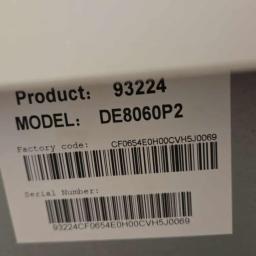 Product: 93224
MODEL: DE8060P2
Factory code: CF0654E0H00CVH5J0069
Serial Number:
93224CF0654E0H00CVH5J0069